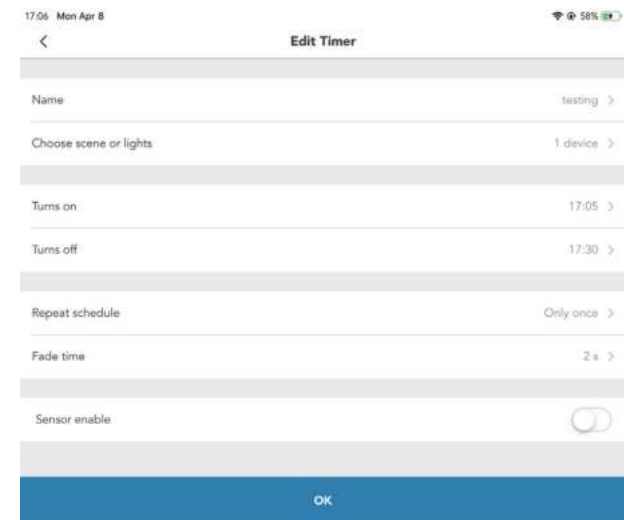 17:06 Mon Apr 8 58%
Edit Timer
Name testing
Choose scene or lights 1 device
Turns on 17:05
Turns off 17:30
Repeat schedule Only once
Fade time 2 s
Sensor enable
OK